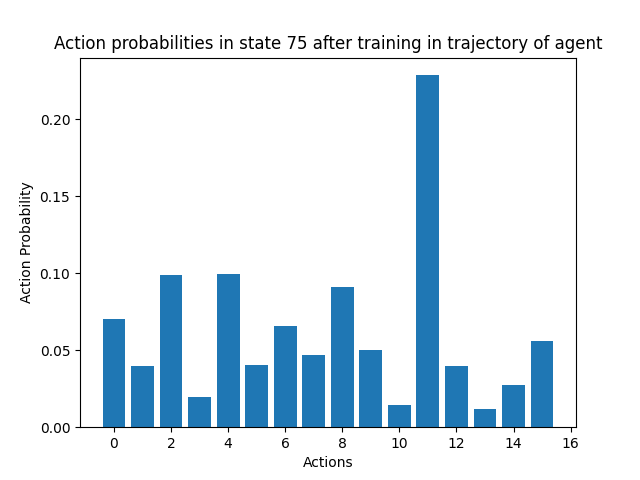 Action probabilities in state 75 after training in trajectory of agent
0.20
0.15
0.10
0.05
0.00
Action Probability
0 2 4 6 8 10 12 14 16
Actions